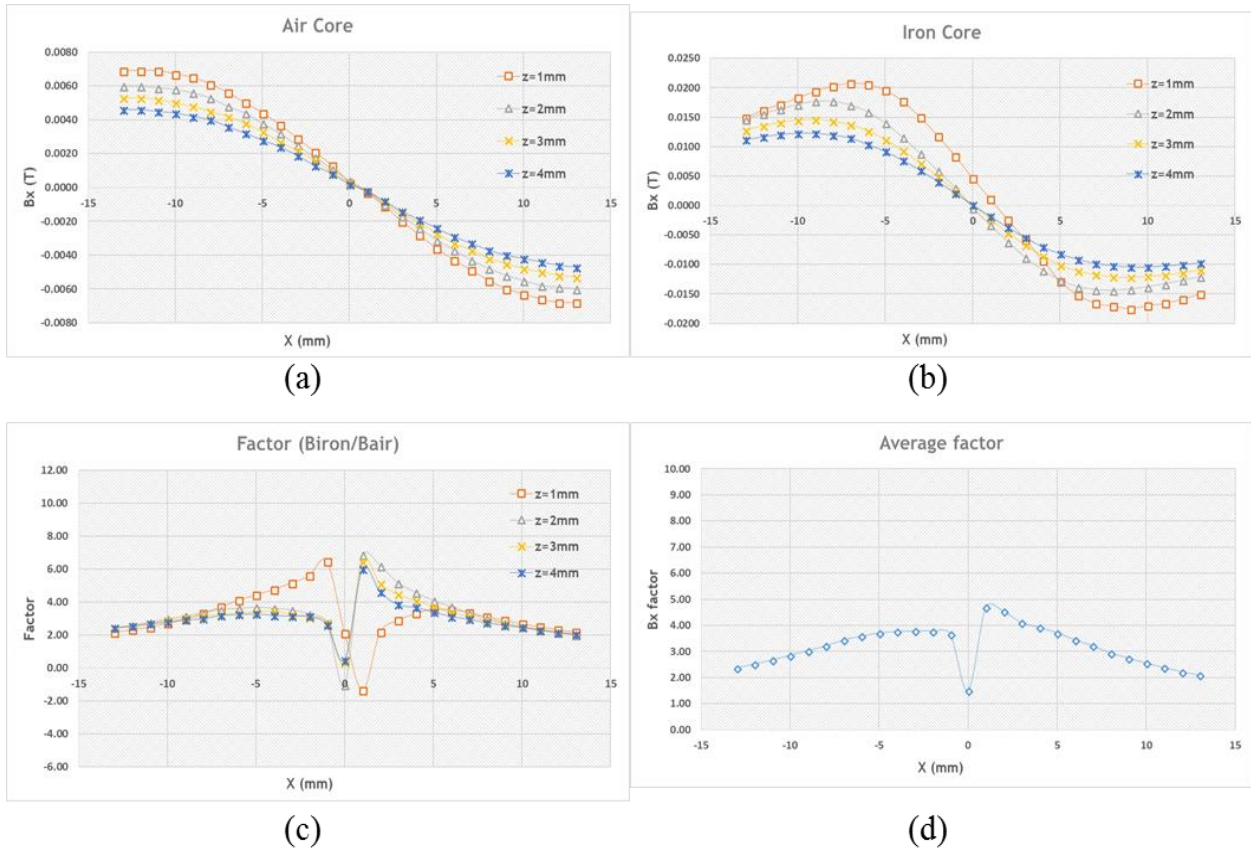 Air Core
0.0080
0.0060
0.0040
0.0020
0.0000
-0.0020
-0.0040
-0.0060
-0.0080
-15
-10
-5
0
5
10
15
Bx (T)
X (mm)
z=1mm
z=2mm
z=3mm
z=4mm
(a)
Iron Core
0.0250
0.0200
0.0150
0.0100
0.0050
0.0000
-0.0050
-0.0100
-0.0150
-0.0200
-15
-10
-5
0
5
10
15
Bx (T)
X (mm)
z=1mm
z=2mm
z=3mm
z=4mm
(b)
Factor (Biron/Bair)
12.00
10.00
8.00
6.00
4.00
2.00
0.00
-2.00
-4.00
-6.00
-15
-10
-5
0
5
10
15
Factor
X (mm)
z=1mm
z=2mm
z=3mm
z=4mm
(c)
Average factor
10.00
9.00
8.00
7.00
6.00
5.00
4.00
3.00
2.00
1.00
0.00
-15
-10
-5
0
5
10
15
Bx factor
X (mm)
(d)